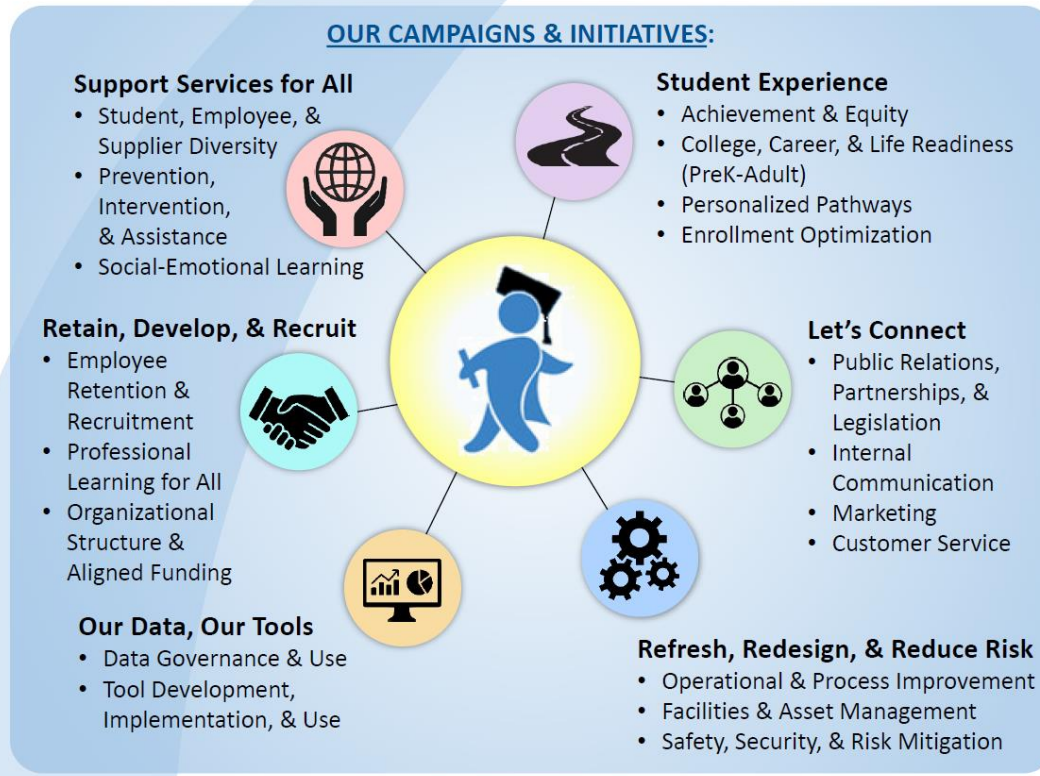 OUR CAMPAIGNS & INITIATIVES:
Support Services for All
• Student, Employee, &
Supplier Diversity
• Prevention,
Intervention,
& Assistance
• Social-Emotional Learning
Student Experience
• Achievement & Equity
• College, Career, & Life Readiness
(PreK-Adult)
• Personalized Pathways
• Enrollment Optimization
Retain, Develop, & Recruit
• Employee
Retention &
Recruitment
• Professional
Learning for All
• Organizational
Structure &
Aligned Funding
Let’s Connect
• Public Relations,
Partnerships, &
Legislation
• Internal
Communication
• Marketing
• Customer Service
Our Data, Our Tools
• Data Governance & Use
• Tool Development,
Implementation, & Use
Refresh, Redesign, & Reduce Risk
• Operational & Process Improvement
• Facilities & Asset Management
• Safety, Security, & Risk Mitigation